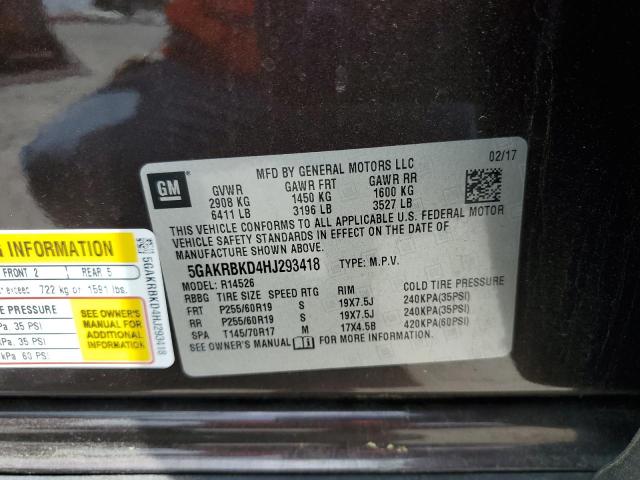 GM
MFD BY GENERAL MOTORS LLC
02/17
GVWR GAWR FRT GAWR RR
2908 KG 1450 KG 1600 KG
6411 LB 3196 LB 3527 LB
THIS VEHICLE CONFORMS TO ALL APPLICABLE U.S. FEDERAL MOTOR
VEHICLE SAFETY STANDARDS IN EFFECT ON THE DATE OF
MANUFACTURE SHOWN ABOVE.
5GAKRBKD4HJ293418 TYPE: M.P.V.
MODEL: R14526
RBBG TIRE SIZE SPEED RTG RIM COLD TIRE PRESSURE
FRT P255/60R19 S 19X7.5J 240KPA(35PSI)
RR P255/60R19 S 19X7.5J 240KPA(35PSI)
SPA T145/70R17 M 17X4.5B 420KPA(60PSI)
SEE OWNER'S MANUAL FOR MORE INFORMATION.
G INFORMATION
FRONT 2 REAR 5
exceed 722 kg or 1591 lbs.
PRESSURE
Pa, 35 PSI
Pa, 35 PSI
kPa, 60 PSI
SEE OWNER'S
MANUAL FOR
ADDITIONAL
INFORMATION
5GAKRBKD4HJ293418